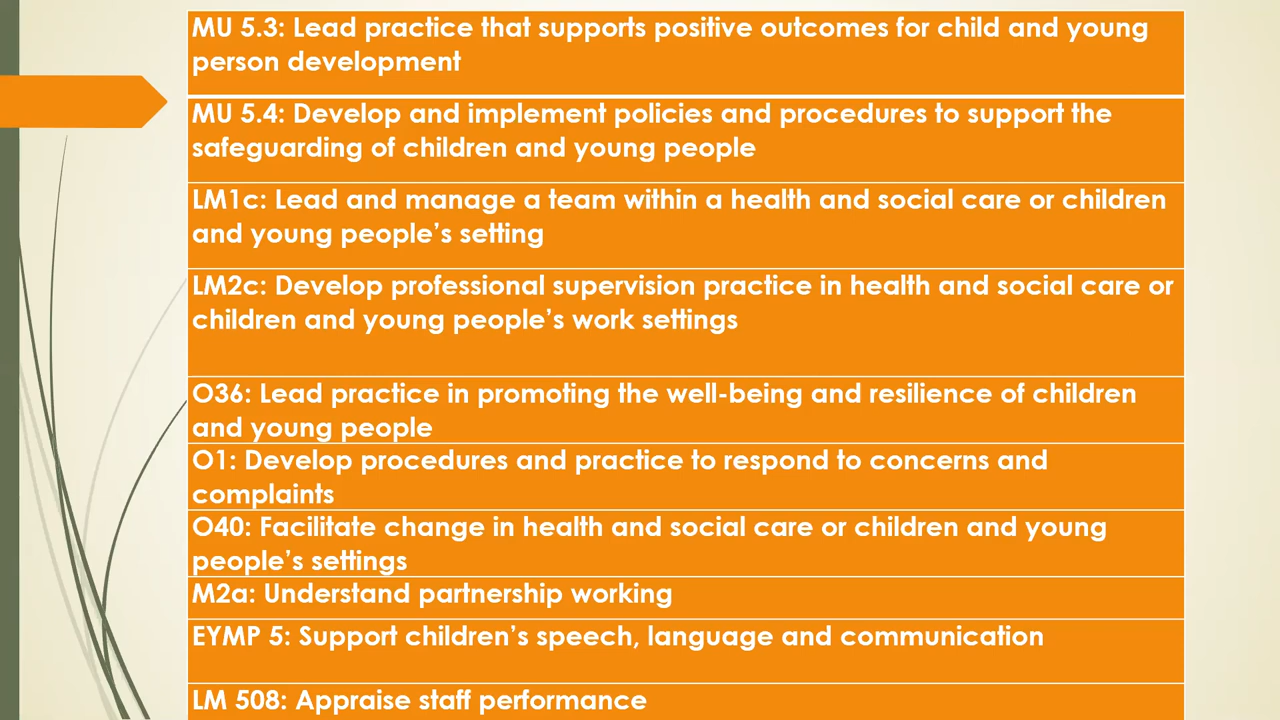 MU 5.3: Lead practice that supports positive outcomes for child and young
person development
MU 5.4: Develop and implement policies and procedures to support the
safeguarding of children and young people
LM1c: Lead and manage a team within a health and social care or children
and young people's setting
LM2c: Develop professional supervision practice in health and social care or
children and young people's work settings
O36: Lead practice in promoting the well-being and resilience of children
and young people
O1: Develop procedures and practice to respond to concerns and
complaints
O40: Facilitate change in health and social care or children and young
people's settings
M2a: Understand partnership working
EYMP 5: Support children's speech, language and communication
LM 508: Appraise staff performance